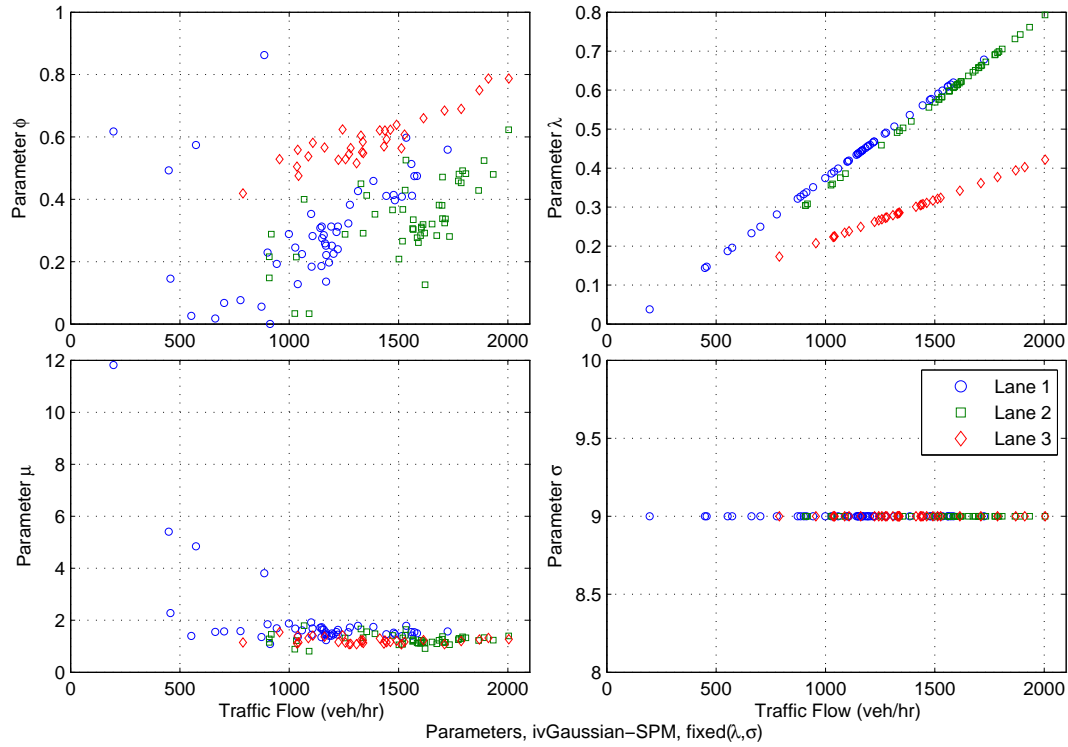 1
0.8
0.6
0.4
0.2
0
0 500 1000 1500 2000
Parameter ϕ
0.8
0.7
0.6
0.5
0.4
0.3
0.2
0.1
0
0 500 1000 1500 2000
Parameter λ
12
10
8
6
4
2
0
0 500 1000 1500 2000
Parameter μ
Traffic Flow (veh/hr)
10
9.5
9
8.5
8
0 500 1000 1500 2000
Parameter σ
Traffic Flow (veh/hr)
Lane 1
Lane 2
Lane 3
Parameters, ivGaussian−SPM, fixed(λ,σ)